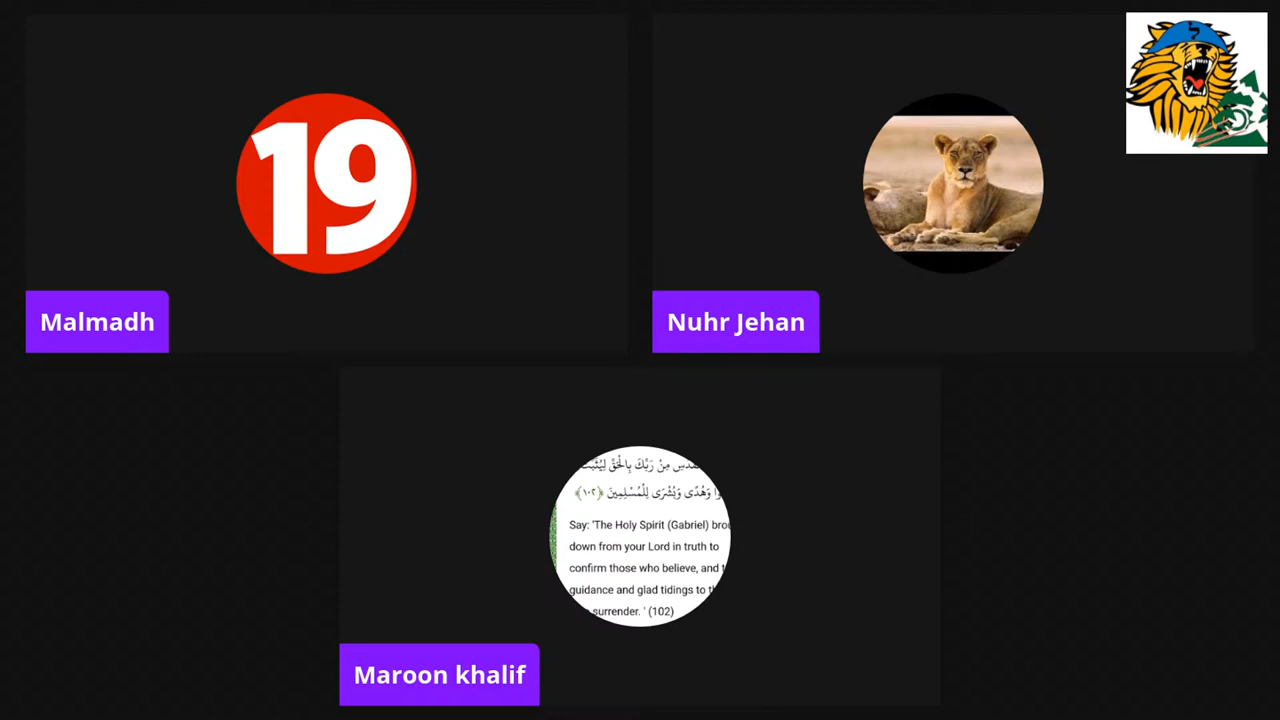 19
Malmadh
Nuhr Jehan
مِنْ رَبِّكَ بِالْحَقِّ
وَهُدًى وَبُشْرَى لِلْمُسْلِمِينَ ﴿١٠٢﴾
Say: 'The Holy Spirit (Gabriel)
down from your Lord in truth to
confirm those who believe, and
guidance and glad tidings to
surrender. ' (102)
Maroon khalif